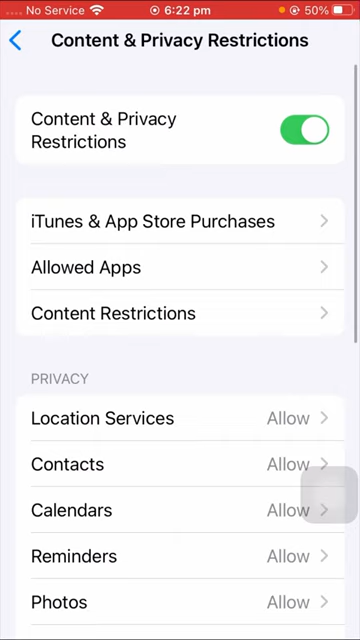 No Service 6:22 pm 50%
Content & Privacy Restrictions
Content & Privacy
Restrictions
iTunes & App Store Purchases
Allowed Apps
Content Restrictions
PRIVACY
Location Services Allow
Contacts Allow
Calendars Allow
Reminders Allow
Photos Allow